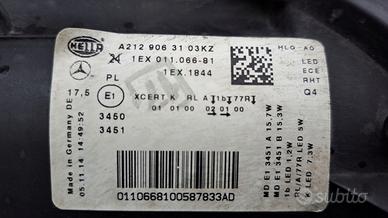 HELLA
A212 906 31 03KZ
1EX 011.066-81
1EX.1844
PL
17,5
E1
XCERT K RL A 1b 77R
01 01 00 02 01 00
3450
3451
HLG AG
LED
ECE
RHT
Q4
Made in Germany DE
05.11.14 14:49:52
MD E1 3451 A 15,7W
MD E1 3451 B 15,3W
1b LED 1,2W
PL/A/77R LED 5W
LED 7,3W
0110668100587833AD
subito